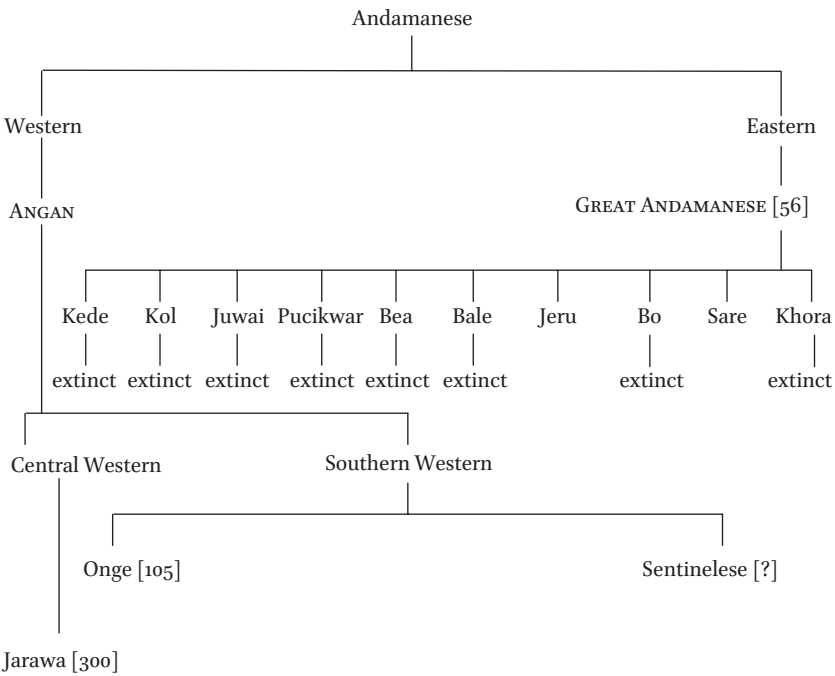 Andamanese
Western Eastern
Angan Great Andamanese [56]
Kede Kol Juwai Pucikwar Bea Bale Jeru Bo Sare Khora
extinct extinct extinct extinct extinct extinct extinct extinct
Central Western Southern Western
Onge [105] Sentinelese [?]
Jarawa [300]